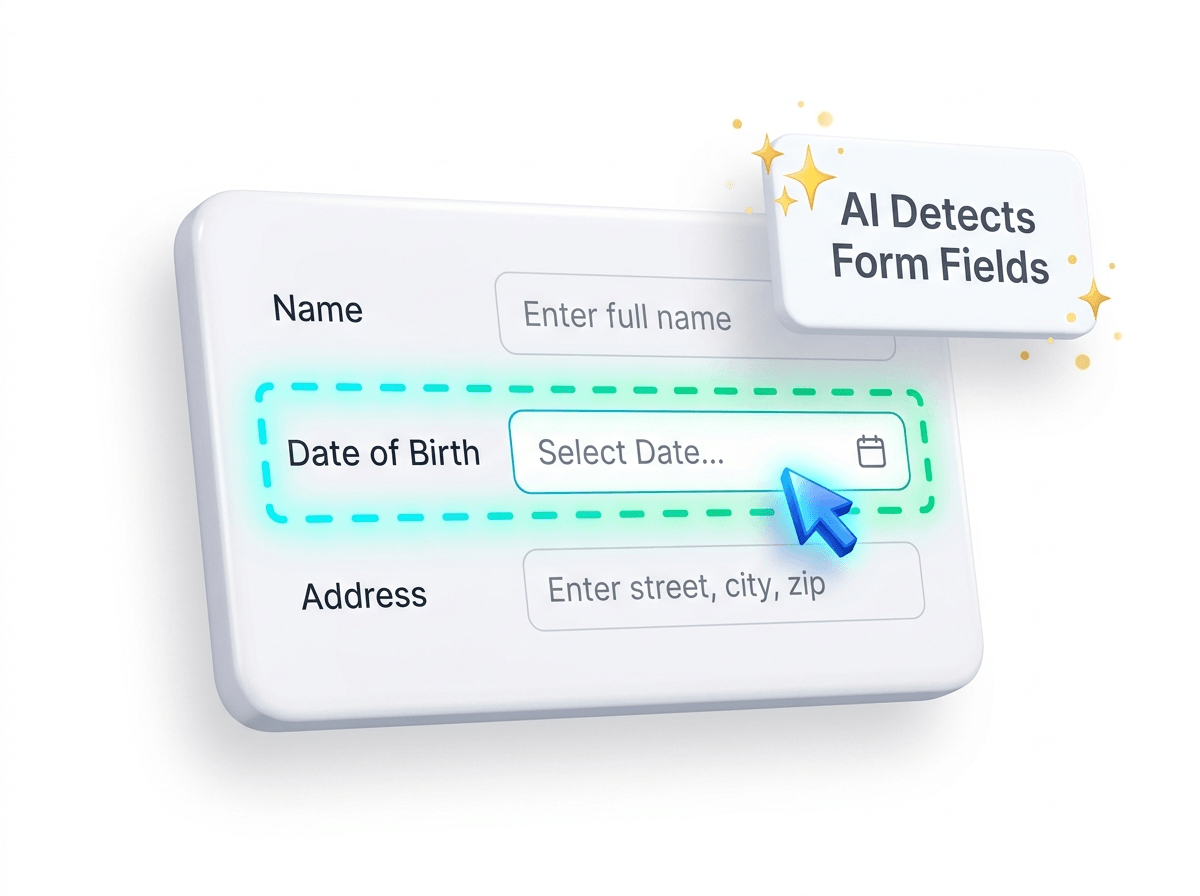 AI Detects
Form Fields
Name
Enter full name
Date of Birth
Select Date...
Address
Enter street, city, zip